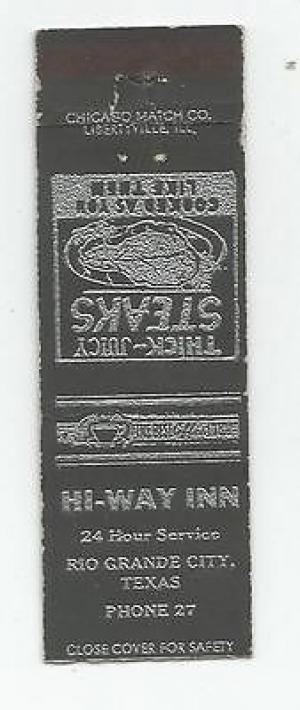 CHICAGO MATCH CO.
LIBERTYVILLE, ILL.
THICK-JUICY
STEAKS
COOKED AS YOU
LIKE THEM
HI-WAY INN
24 Hour Service
RIO GRANDE CITY,
TEXAS
PHONE 27
CLOSE COVER FOR SAFETY